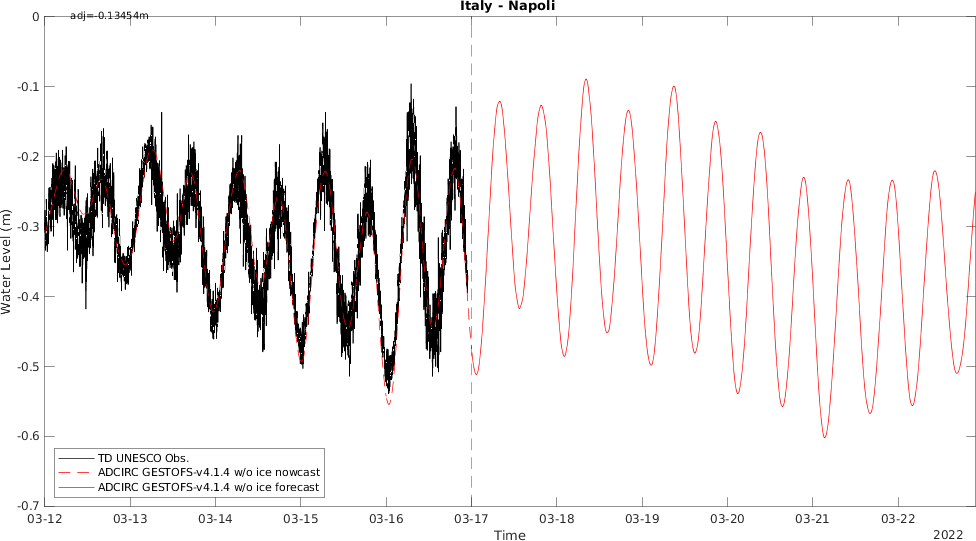 Italy - Napoli
adj=-0.13454m
0
-0.1
-0.2
-0.3
-0.4
-0.5
-0.6
-0.7
Water Level (m)
TD UNESCO Obs.
ADCIRC GESTOFS-v4.1.4 w/o ice nowcast
ADCIRC GESTOFS-v4.1.4 w/o ice forecast
03-12 03-13 03-14 03-15 03-16 03-17 03-18 03-19 03-20 03-21 03-22
Time
2022